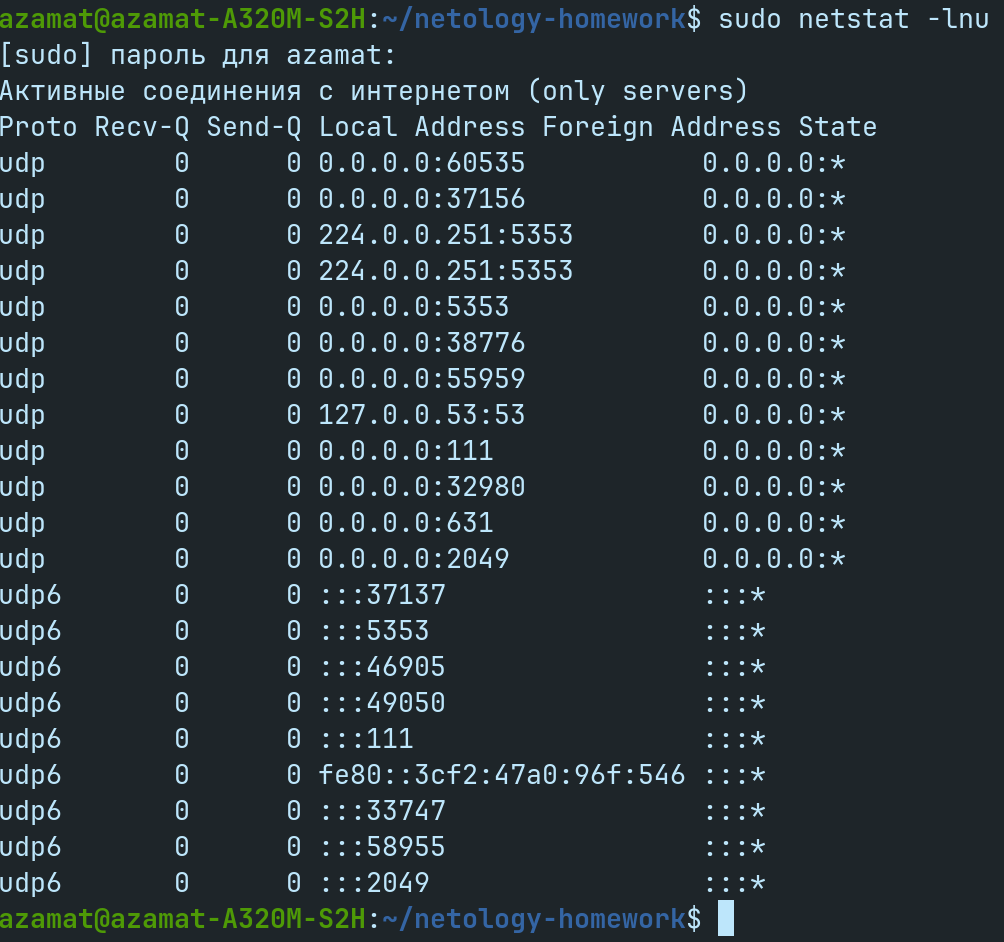 azamat@azamat-A320M-S2H:~/netology-homework$ sudo netstat -lnu
[sudo] пароль для azamat:
Активные соединения с интернетом (only servers)
Proto Recv-Q Send-Q Local Address Foreign Address State
udp        0      0 0.0.0.0:60535           0.0.0.0:*
udp        0      0 0.0.0.0:37156           0.0.0.0:*
udp        0      0 224.0.0.251:5353        0.0.0.0:*
udp        0      0 224.0.0.251:5353        0.0.0.0:*
udp        0      0 0.0.0.0:5353            0.0.0.0:*
udp        0      0 0.0.0.0:38776           0.0.0.0:*
udp        0      0 0.0.0.0:55959           0.0.0.0:*
udp        0      0 127.0.0.53:53           0.0.0.0:*
udp        0      0 0.0.0.0:111             0.0.0.0:*
udp        0      0 0.0.0.0:32980           0.0.0.0:*
udp        0      0 0.0.0.0:631             0.0.0.0:*
udp        0      0 0.0.0.0:2049            0.0.0.0:*
udp6       0      0 :::37137                :::*
udp6       0      0 :::5353                 :::*
udp6       0      0 :::46905                :::*
udp6       0      0 :::49050                :::*
udp6       0      0 :::111                  :::*
udp6       0      0 fe80::3cf2:47a0:96f:546 :::*
udp6       0      0 :::33747                :::*
udp6       0      0 :::58955                :::*
udp6       0      0 :::2049                 :::*
azamat@azamat-A320M-S2H:~/netology-homework$